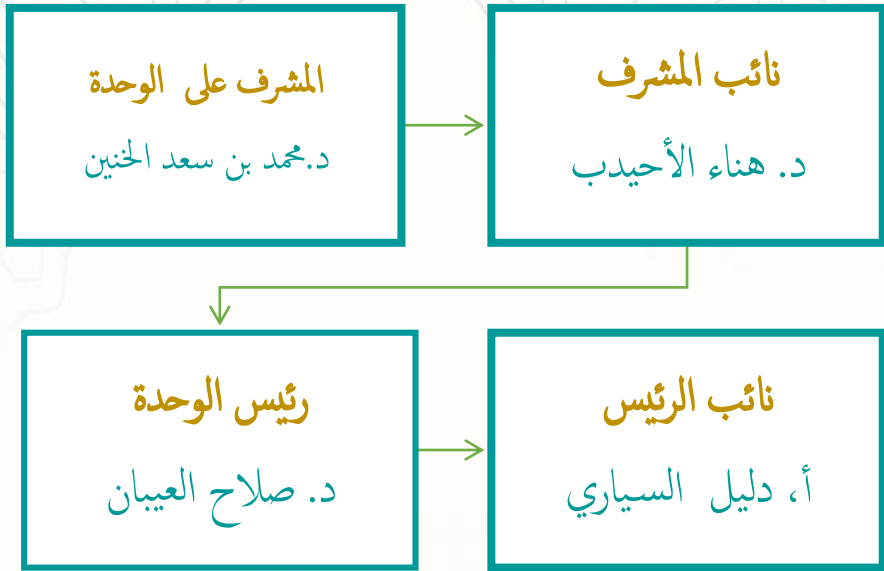 المشرف على الوحدة
د.محمد بن سعد الخنين
نائب المشرف
د. هناء الأحيدب
رئيس الوحدة
د. صلاح العيبان
نائب الرئيس
أ، دليل السياري